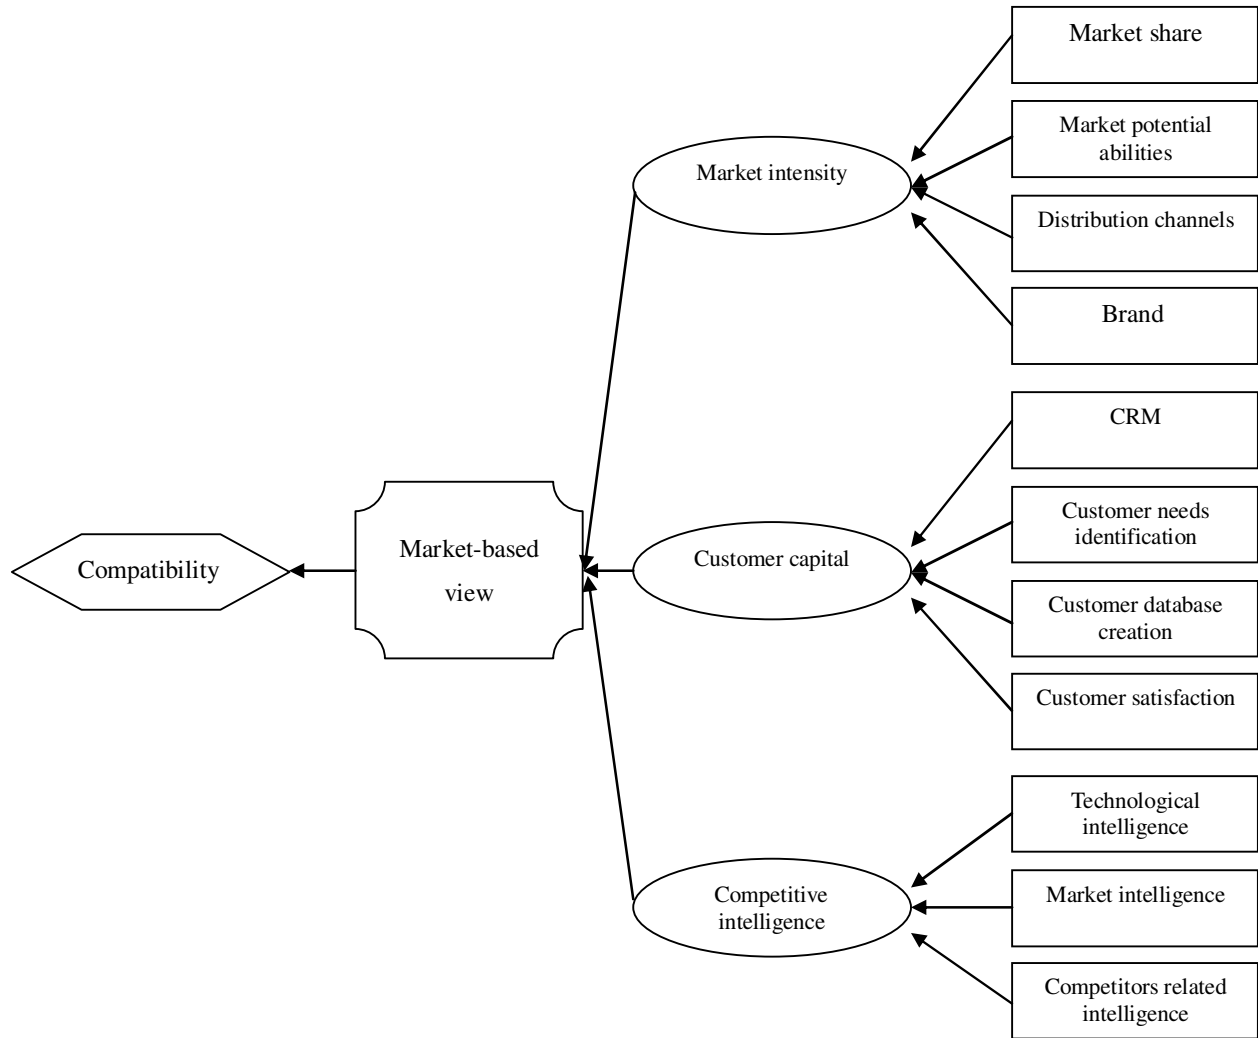 Market share
Market potential
abilities
Market intensity
Distribution channels
Brand
CRM
Customer needs
identification
Compatibility
Market-based
view
Customer capital
Customer database
creation
Customer satisfaction
Technological
intelligence
Competitive
intelligence
Market intelligence
Competitors related
intelligence